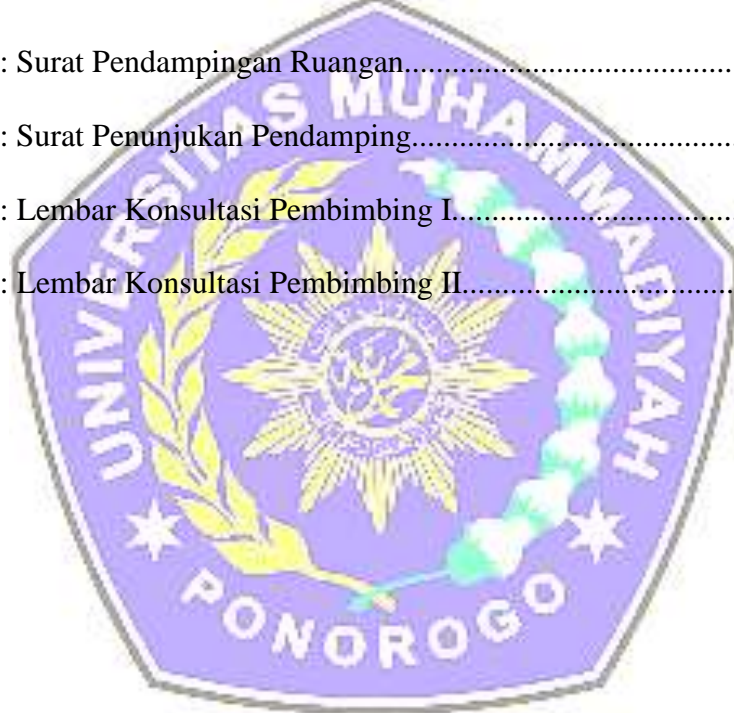 : Surat Pendampingan Ruangan........................................
: Surat Penunjukan Pendamping.......................................
: Lembar Konsultasi Pembimbing I..................................
: Lembar Konsultasi Pembimbing II.................................
UNIVERSITAS MUHAMMADIYAH
PONOROGO